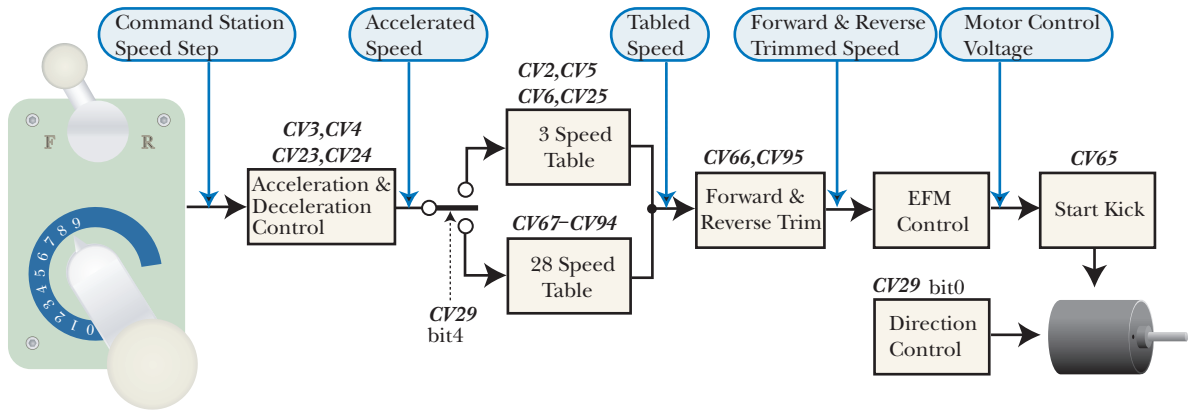 Command Station
Speed Step
Accelerated
Speed
Tabled
Speed
Forward & Reverse
Trimmed Speed
Motor Control
Voltage
F R
CV3,CV4
CV23,CV24
Acceleration &
Deceleration
Control
CV2,CV5
CV6,CV25
3 Speed
Table
CV67-CV94
28 Speed
Table
CV29
bit4
CV66,CV95
Forward &
Reverse Trim
EFM
Control
CV65
Start Kick
CV29 bit0
Direction
Control
0 1 2 3 4 5 6 7 8 9